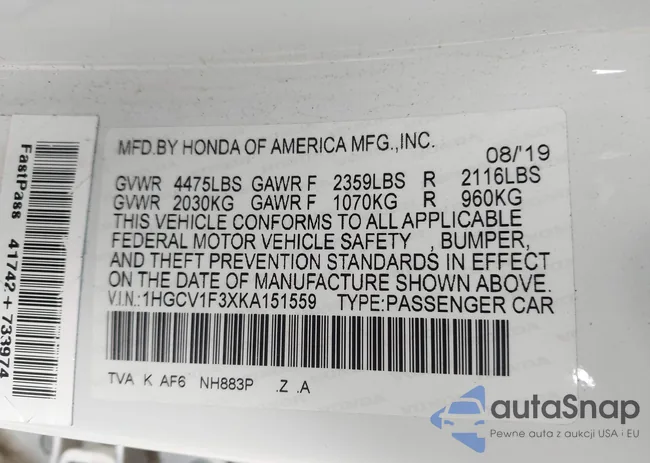 MFD.BY HONDA OF AMERICA MFG.,INC. 08/'19
GVWR 4475LBS GAWR F 2359LBS R 2116LBS
GVWR 2030KG GAWR F 1070KG R 960KG
THIS VEHICLE CONFORMS TO ALL APPLICABLE
FEDERAL MOTOR VEHICLE SAFETY , BUMPER,
AND THEFT PREVENTION STANDARDS IN EFFECT
ON THE DATE OF MANUFACTURE SHOWN ABOVE.
V.I.N.:1HGCV1F3XKA151559 TYPE:PASSENGER CAR
TVA K AF6 NH883P .Z .A
FastPass 41742+733974
autaSnap
Pewne auta z aukcji USA i EU